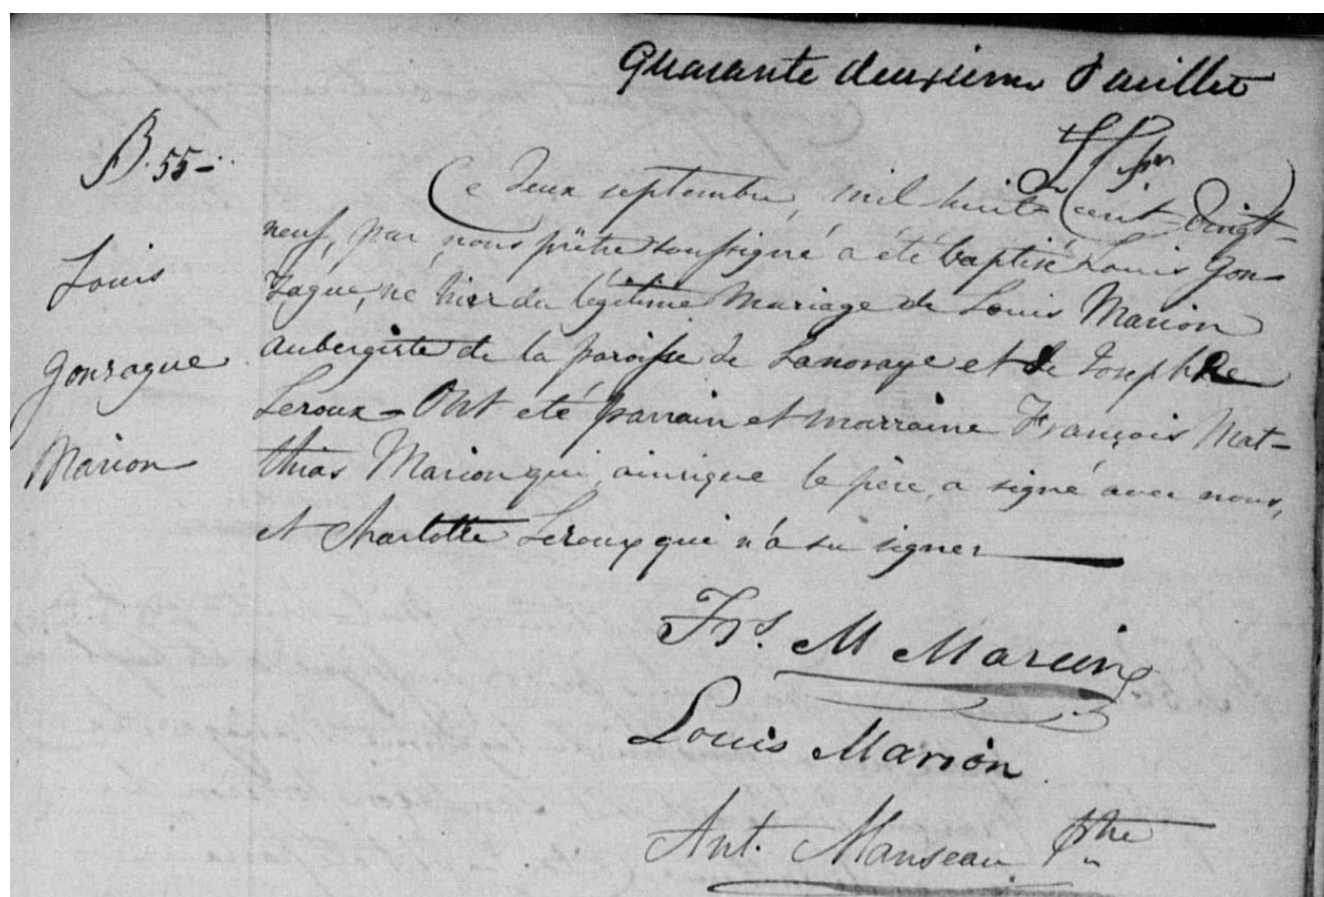 Quarante deuxième Feuillet
B. 55-
Louis
Gonzague
Marion
Ce deux septembre, mil huit cent vingt-
neuf, par nous prêtre soussigné a été baptisé Louis Gon-
zague, né hier du légitime mariage de Louis Marion
aubergiste de la paroisse de Lanoraye et de Josephte
Leroux - Ont été parrain et marraine François Mat-
thias Marion qui, ainsique le père, a signé avec nous,
et Charlotte Leroux qui n'a su signer
Frs. M Marion
Louis Marion
Ant. Manseau Ptre